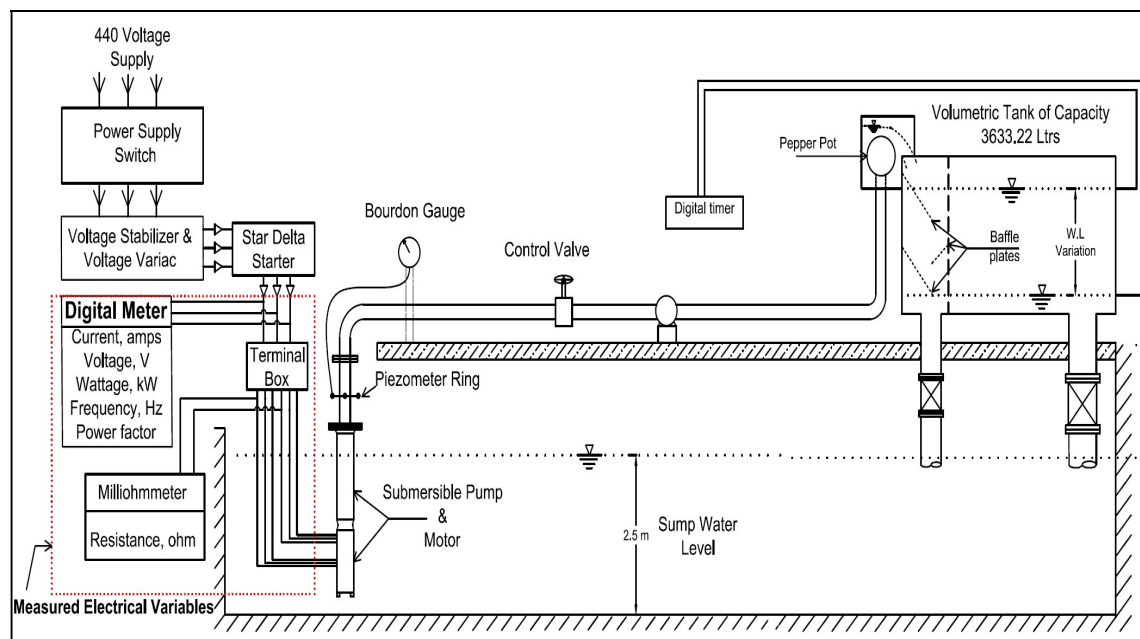 440 Voltage
Supply
Power Supply
Switch
Voltage Stabilizer &
Voltage Variac
Star Delta
Starter
Digital Meter
Current, amps
Voltage, V
Wattage, kW
Frequency, Hz
Power factor
Terminal
Box
Milliohmmeter
Resistance, ohm
Measured Electrical Variables
Bourdon Gauge
Piezometer Ring
Submersible Pump
&
Motor
Control Valve
2.5 m
Sump Water
Level
Digital timer
Pepper Pot
Volumetric Tank of Capacity
3633,22 Ltrs
Baffle
plates
W.L
Variation